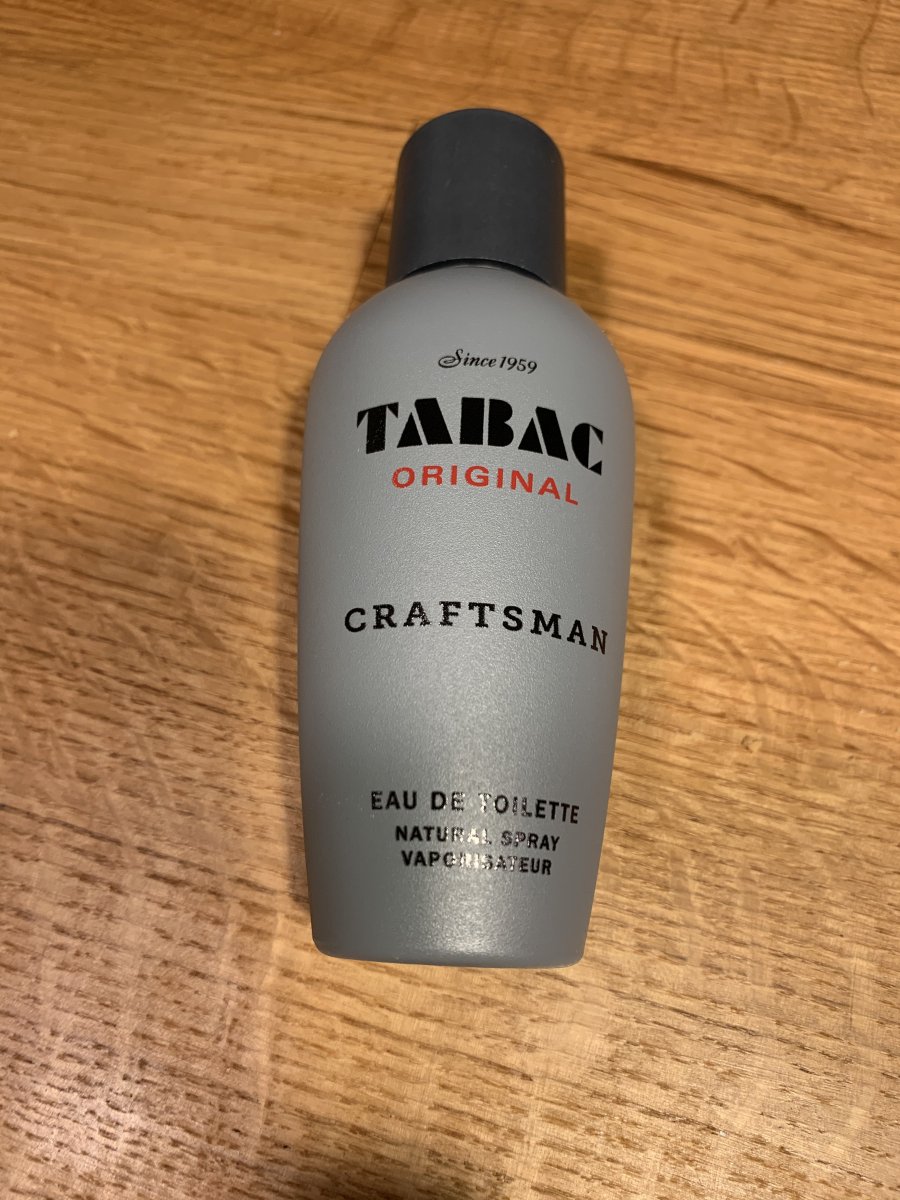 Since 1959
TABAC
ORIGINAL
CRAFTSMAN
EAU DE TOILETTE
NATURAL SPRAY
VAPORISATEUR